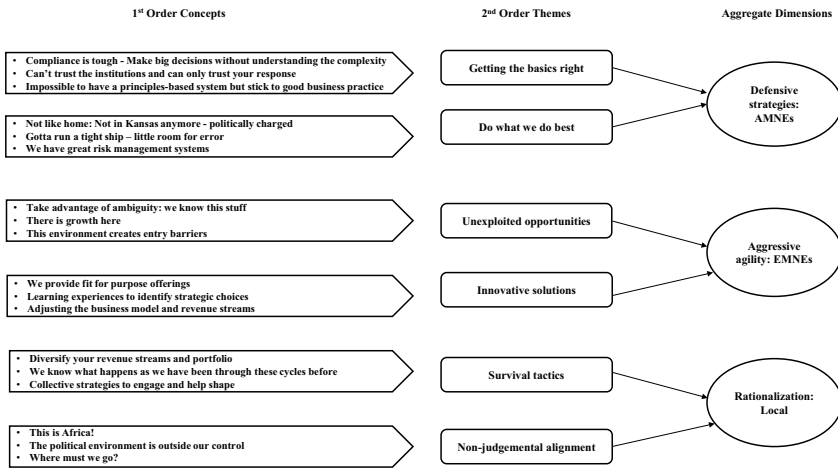 1st Order Concepts
2nd Order Themes
Aggregate Dimensions
• Compliance is tough - Make big decisions without understanding the complexity
• Can't trust the institutions and can only trust your response
• Impossible to have a principles-based system but stick to good business practice
Getting the basics right
• Not like home: Not in Kansas anymore - politically charged
• Gotta run a tight ship – little room for error
• We have great risk management systems
Do what we do best
Defensive
strategies:
AMNEs
• Take advantage of ambiguity: we know this stuff
• There is growth here
• This environment creates entry barriers
Unexploited opportunities
• We provide fit for purpose offerings
• Learning experiences to identify strategic choices
• Adjusting the business model and revenue streams
Innovative solutions
Aggressive
agility: EMNEs
• Diversify your revenue streams and portfolio
• We know what happens as we have been through these cycles before
• Collective strategies to engage and help shape
Survival tactics
• This is Africa!
• The political environment is outside our control
• Where must we go?
Non-judgemental alignment
Rationalization:
Local